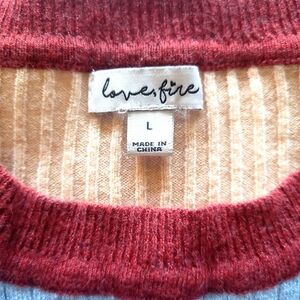 love, fire
L
MADE IN
CHINA